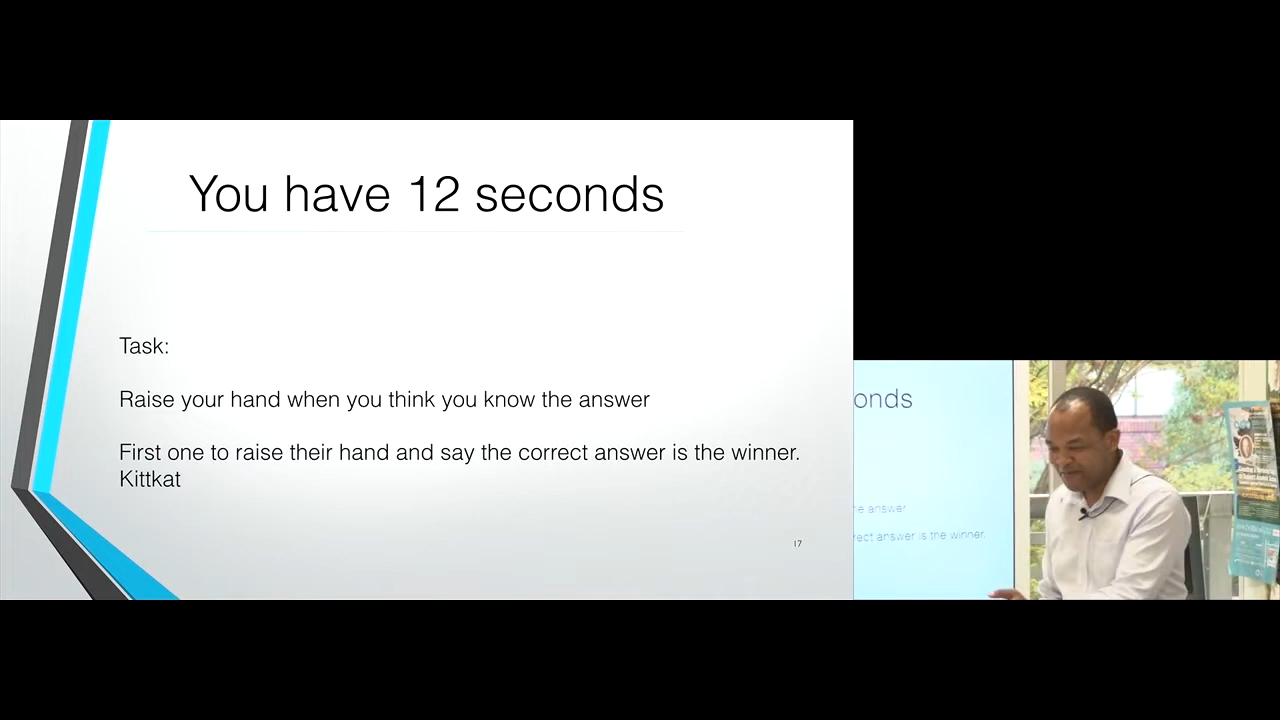 You have 12 seconds
Task:
Raise your hand when you think you know the answer
First one to raise their hand and say the correct answer is the winner.
Kittkat
17
onds
he answer
rect answer is the winner.